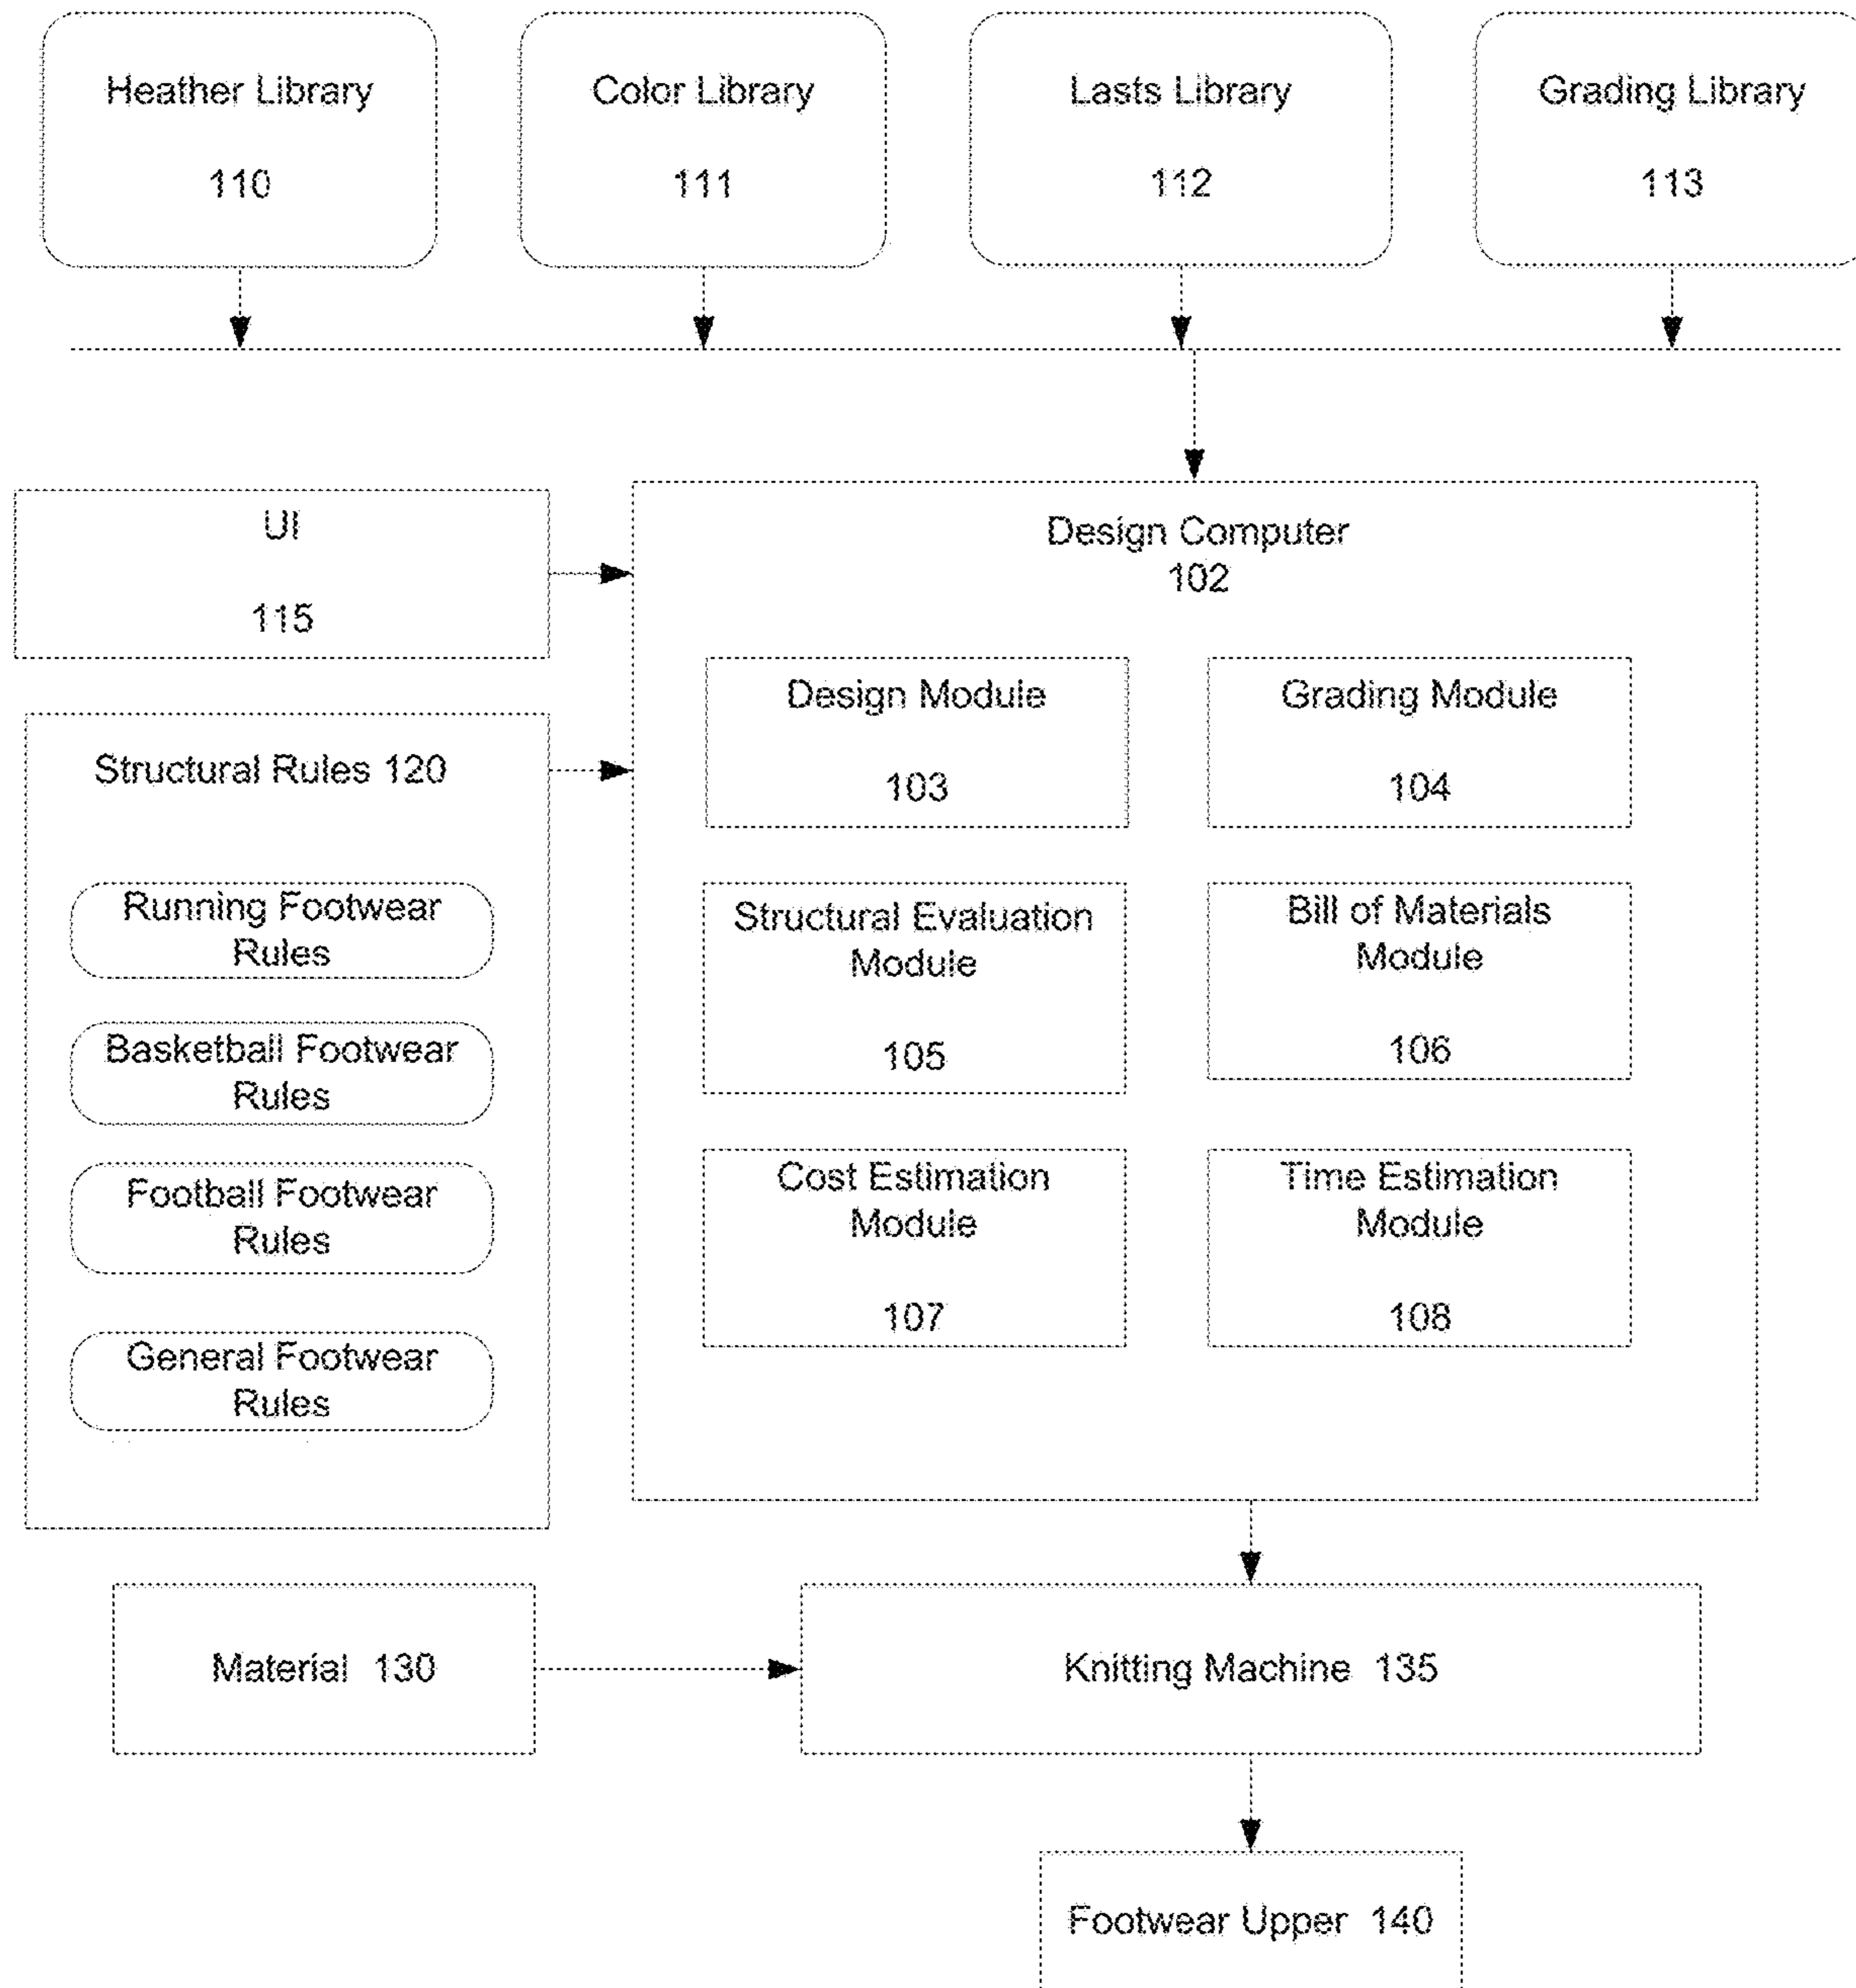 Heather Library
110
Color Library
111
Lasts Library
112
Grading Library
113
UI
115
Design Computer
102
Structural Rules 120
Running Footwear
Rules
Basketball Footwear
Rules
Football Footwear
Rules
General Footwear
Rules
Design Module
103
Grading Module
104
Structural Evaluation
Module
105
Bill of Materials
Module
106
Cost Estimation
Module
107
Time Estimation
Module
108
Material 130
Knitting Machine 135
Footwear Upper 140